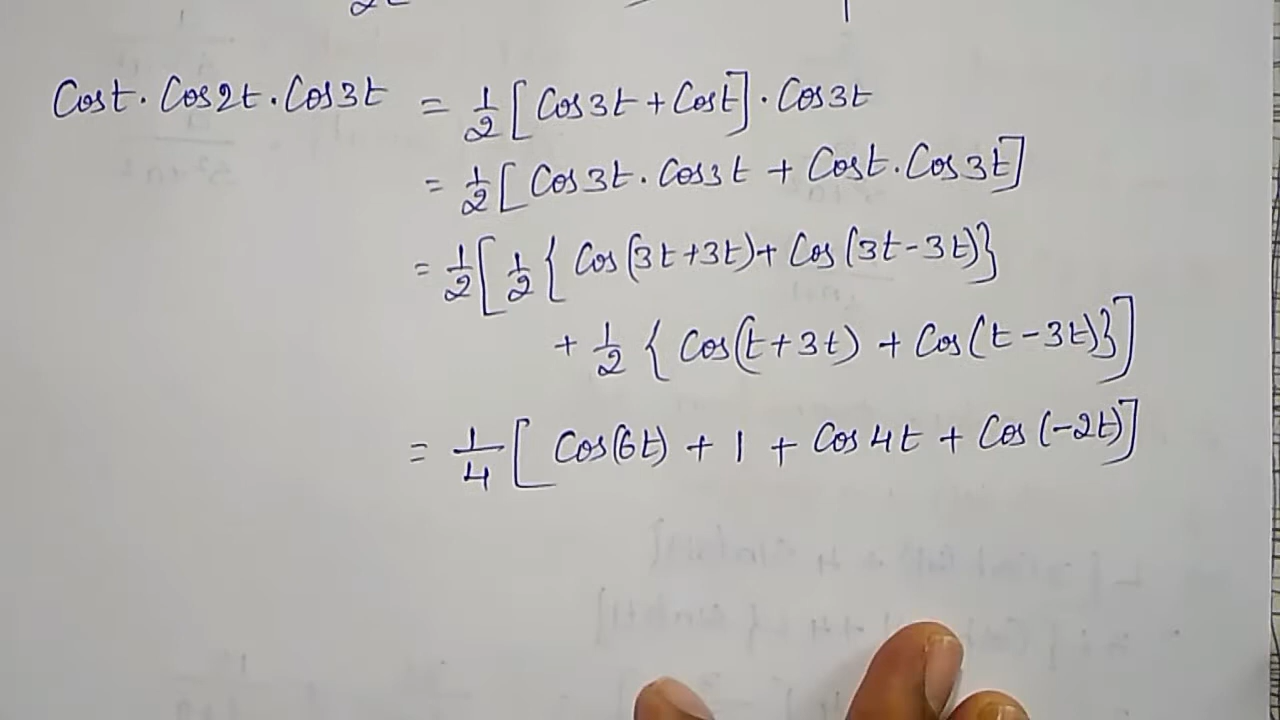 Cost. Cos2t. Cos3t = 1/2 [Cos3t + Cost] . Cos3t
= 1/2 [Cos3t. Cos3t + Cost. Cos3t]
= 1/2 [1/2 { Cos(3t+3t) + Cos(3t-3t)}
+ 1/2 { Cos(t+3t) + Cos(t-3t)}]
= 1/4 [Cos(6t) + 1 + Cos4t + Cos(-2t)]